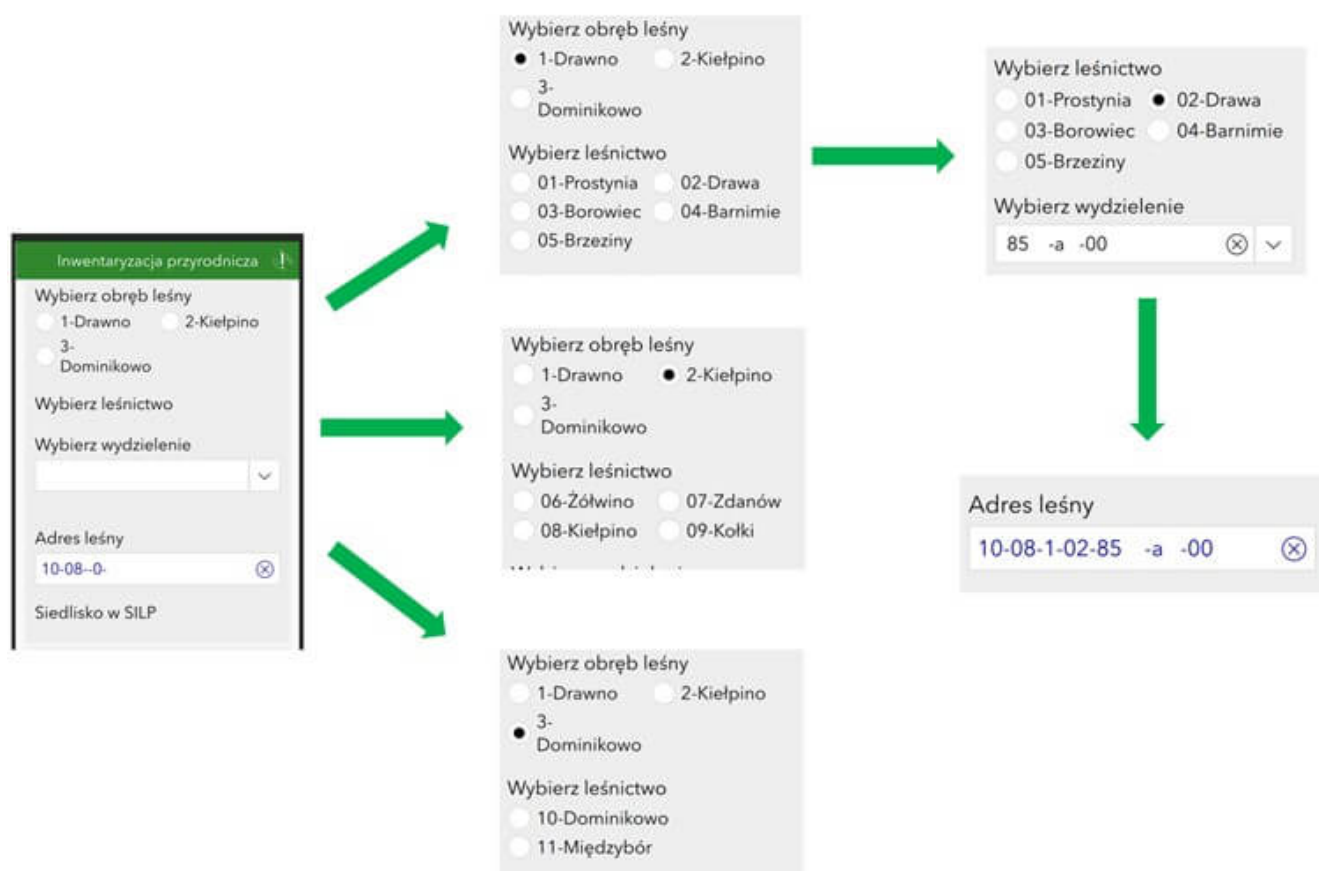 Inwentaryzacja przyrodnicza
Wybierz obręb leśny
1-Drawno 2-Kiełpino
3-
Dominikowo
Wybierz leśnictwo
Wybierz wydzielenie
Adres leśny
10-08--0-
Siedlisko w SILP
Wybierz obręb leśny
1-Drawno 2-Kiełpino
3-
Dominikowo
Wybierz leśnictwo
01-Prostynia 02-Drawa
03-Borowiec 04-Barnimie
05-Brzeziny
Wybierz obręb leśny
1-Drawno 2-Kiełpino
3-
Dominikowo
Wybierz leśnictwo
06-Żółwino 07-Zdanów
08-Kiełpino 09-Kołki
Wybierz obręb leśny
1-Drawno 2-Kiełpino
3-
Dominikowo
Wybierz leśnictwo
10-Dominikowo
11-Międzybór
Wybierz leśnictwo
01-Prostynia 02-Drawa
03-Borowiec 04-Barnimie
05-Brzeziny
Wybierz wydzielenie
85 -a -00
Adres leśny
10-08-1-02-85 -a -00